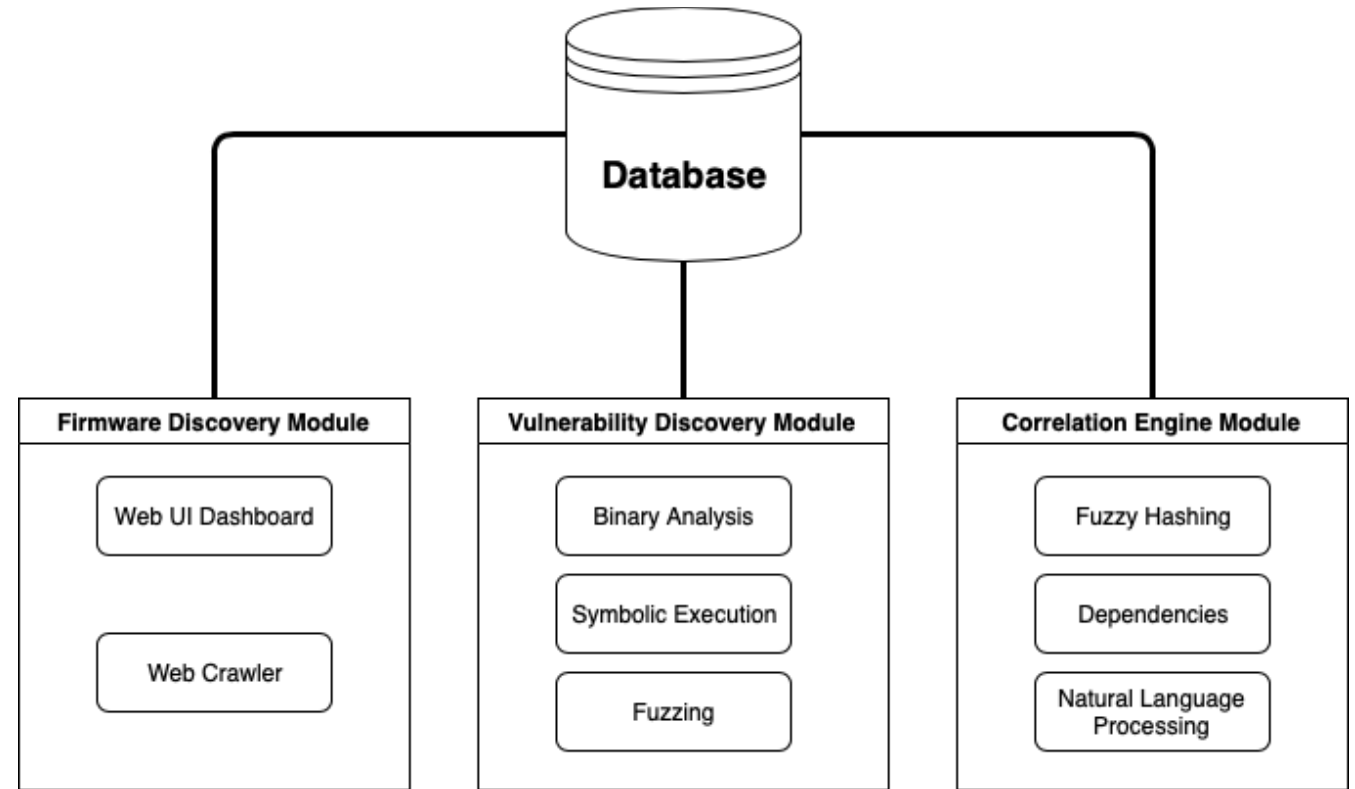 Database
Firmware Discovery Module
Web UI Dashboard
Web Crawler
Vulnerability Discovery Module
Binary Analysis
Symbolic Execution
Fuzzing
Correlation Engine Module
Fuzzy Hashing
Dependencies
Natural Language
Processing